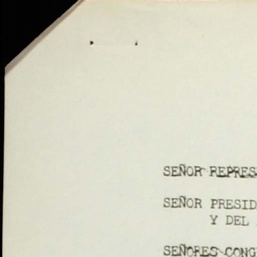 SEÑOR REPRES
SEÑOR PRESID
Y DEL
SEÑORES CONG